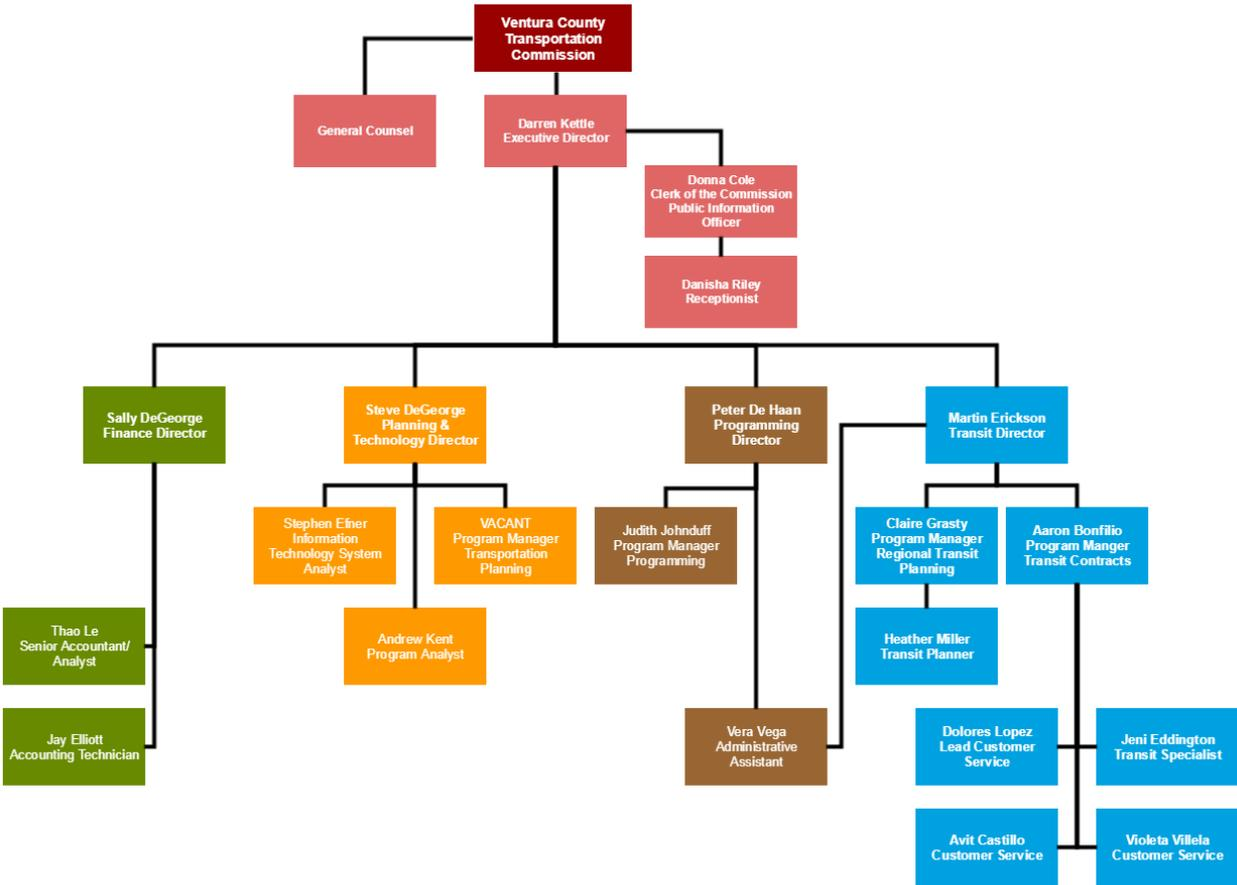 Ventura County
Transportation
Commission
General Counsel
Darren Kettle
Executive Director
Donna Cole
Clerk of the Commission
Public Information
Officer
Danisha Riley
Receptionist
Sally DeGeorge
Finance Director
Steve DeGeorge
Planning &
Technology Director
Peter De Haan
Programming
Director
Martin Erickson
Transit Director
Stephen Efner
Information
Technology System
Analyst
VACANT
Program Manager
Transportation
Planning
Judith Johnduff
Program Manager
Programming
Claire Grasty
Program Manager
Regional Transit
Planning
Aaron Bonfilio
Program Manger
Transit Contracts
Thao Le
Senior Accountant/
Analyst
Andrew Kent
Program Analyst
Heather Miller
Transit Planner
Jay Elliott
Accounting Technician
Vera Vega
Administrative
Assistant
Dolores Lopez
Lead Customer
Service
Jeni Eddington
Transit Specialist
Avit Castillo
Customer Service
Violeta Villela
Customer Service